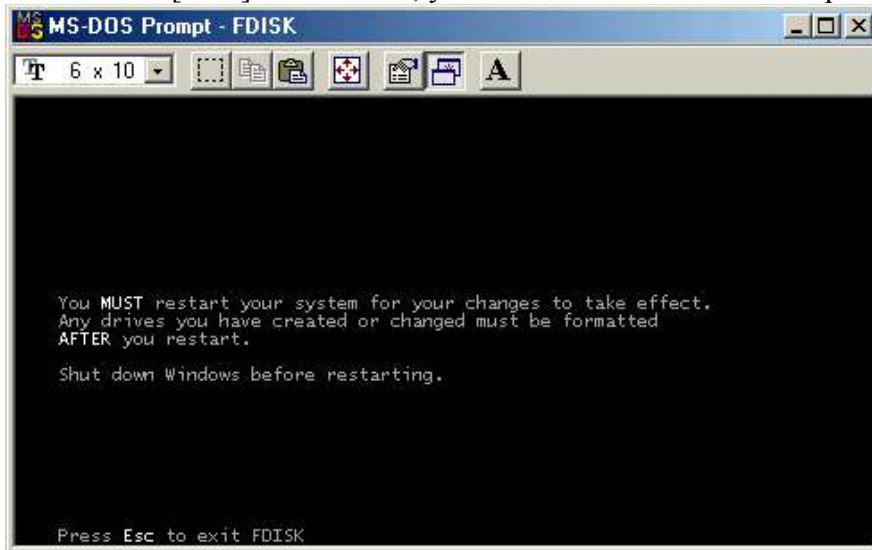 MS-DOS Prompt - FDISK
6 x 10
A
You MUST restart your system for your changes to take effect.
Any drives you have created or changed must be formatted
AFTER you restart.
Shut down Windows before restarting.
Press Esc to exit FDISK